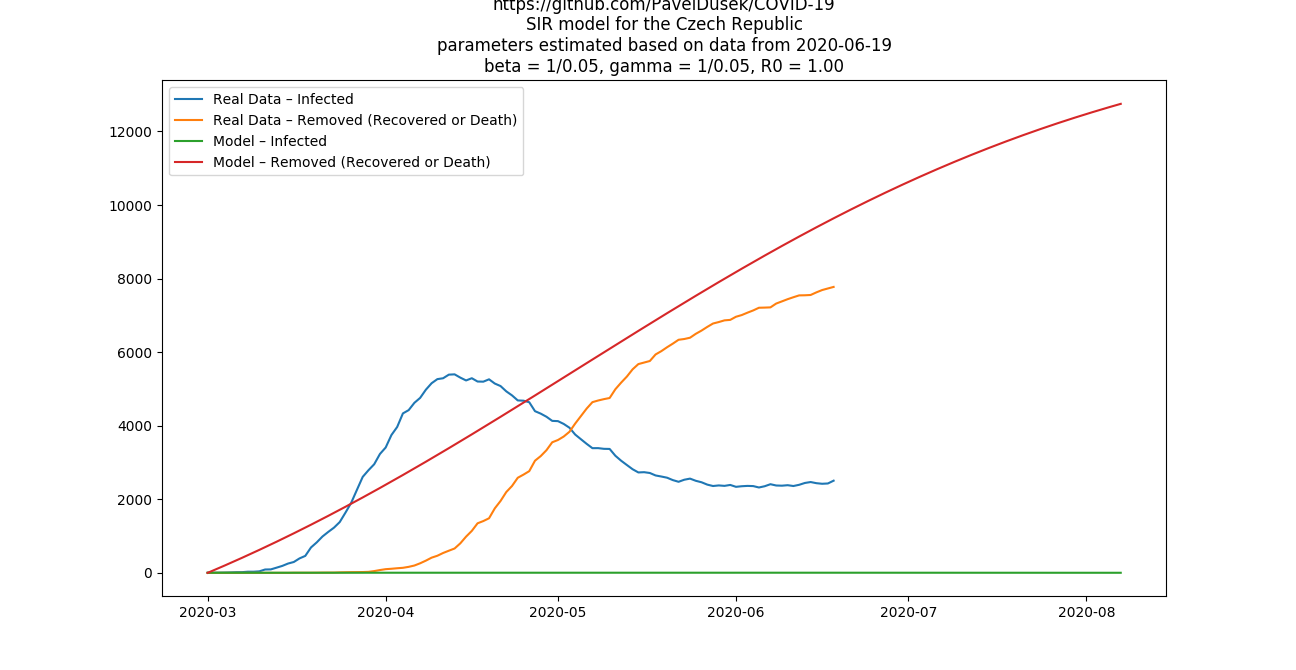 https://github.com/PavelDusek/COVID-19
SIR model for the Czech Republic
parameters estimated based on data from 2020-06-19
beta = 1/0.05, gamma = 1/0.05, R0 = 1.00
Real Data – Infected
Real Data – Removed (Recovered or Death)
Model – Infected
Model – Removed (Recovered or Death)
12000
10000
8000
6000
4000
2000
0
2020-03
2020-04
2020-05
2020-06
2020-07
2020-08